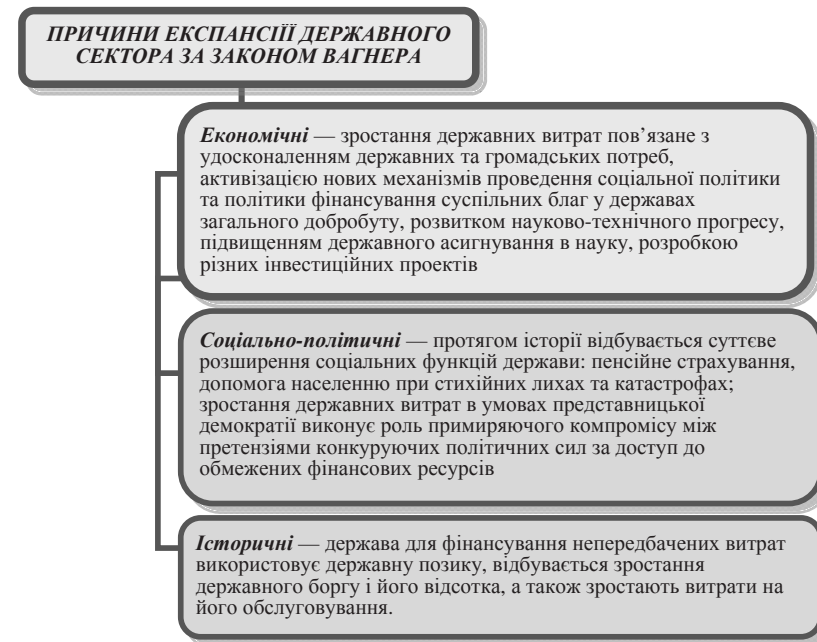 ПРИЧИНИ ЕКСПАНСІЇЇ ДЕРЖАВНОГО
СЕКТОРА ЗА ЗАКОНОМ ВАГНЕРА
Економічні — зростання державних витрат пов’язане з
удосконаленням державних та громадських потреб,
активізацією нових механізмів проведення соціальної політики
та політики фінансування суспільних благ у державах
загального добробуту, розвитком науково-технічного прогресу,
підвищенням державного асигнування в науку, розробкою
різних інвестиційних проектів
Соціально-політичні — протягом історії відбувається суттєве
розширення соціальних функцій держави: пенсійне страхування,
допомога населенню при стихійних лихах та катастрофах;
зростання державних витрат в умовах представницької
демократії виконує роль примиряючого компромісу між
претензіями конкуруючих політичних сил за доступ до
обмежених фінансових ресурсів
Історичні — держава для фінансування непередбачених витрат
використовує державну позику, відбувається зростання
державного боргу і його відсотка, а також зростають витрати на
його обслуговування.